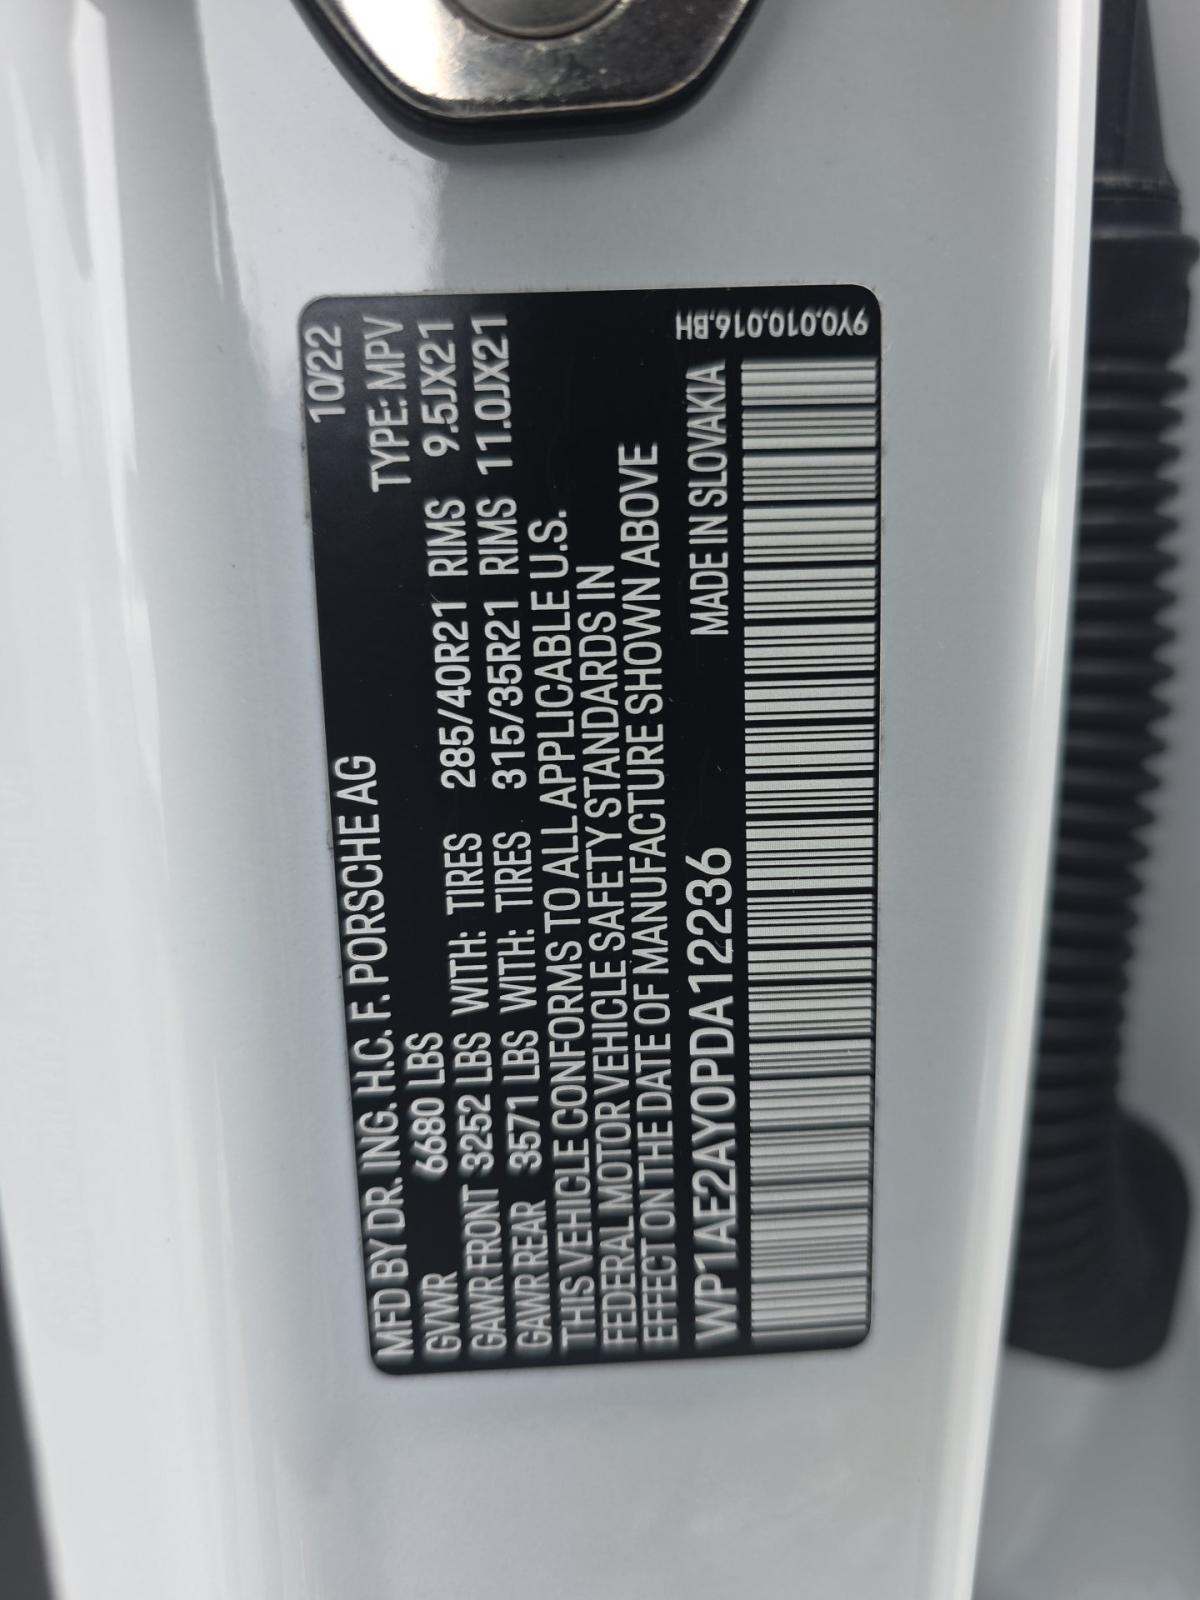 MFD BY DR. ING. H.C. F. PORSCHE AG 10/22
GVWR 6680 LBS TYPE: MPV
GAWR FRONT 3252 LBS WITH: TIRES 285/40R21 RIMS 9.5JX21
GAWR REAR 3571 LBS WITH: TIRES 315/35R21 RIMS 11.0JX21
THIS VEHICLE CONFORMS TO ALL APPLICABLE U.S.
FEDERAL MOTOR VEHICLE SAFETY STANDARDS IN
EFFECT ON THE DATE OF MANUFACTURE SHOWN ABOVE
WP1AE2AY0PDA12236 MADE IN SLOVAKIA
9Y0.010.016.BH